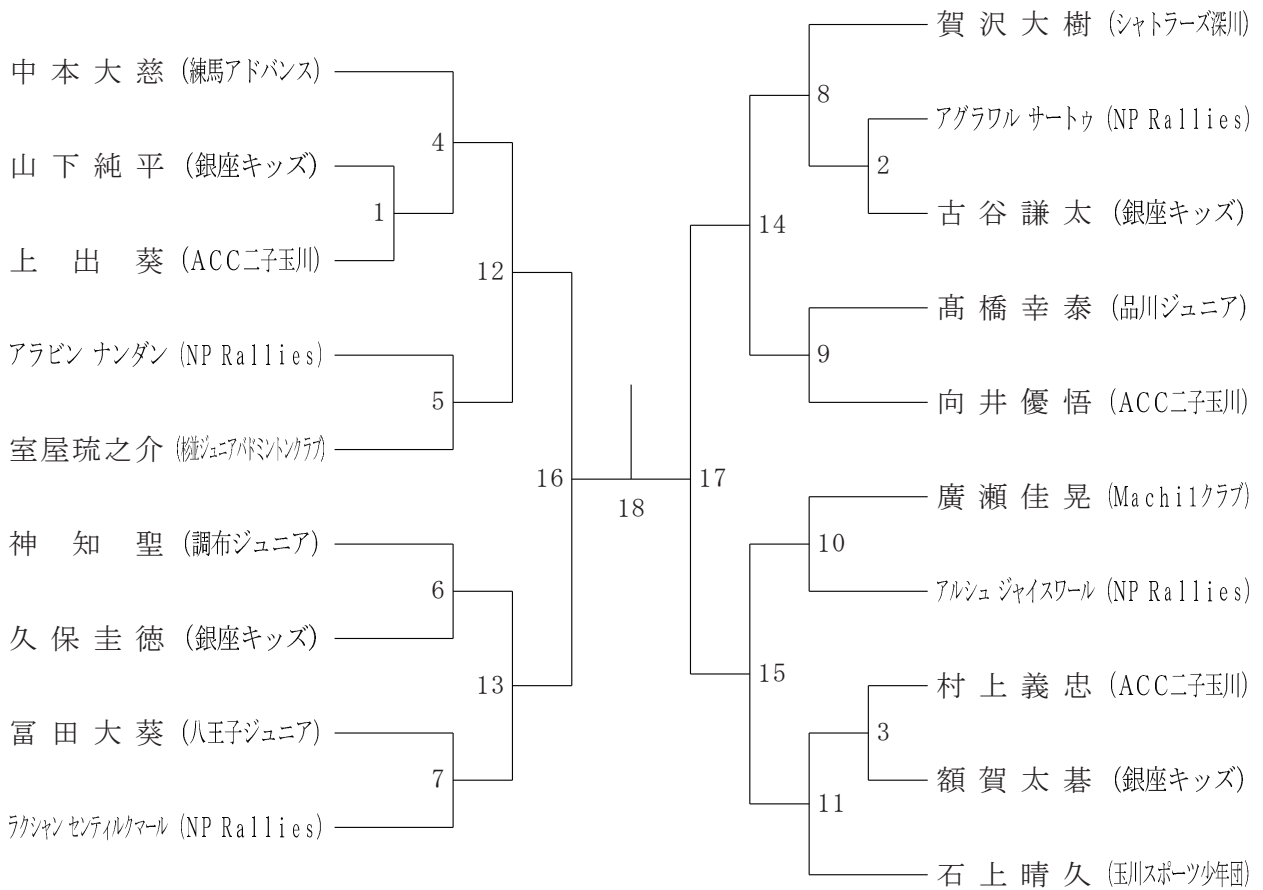 中本大慈 (練馬アドバンス)
山下純平 (銀座キッズ)
上出葵 (ACC二子玉川)
アラビン ナンダン (NP Rallies)
室屋琉之介 (杉並ジュニアバドミントンクラブ)
神知聖 (調布ジュニア)
久保圭徳 (銀座キッズ)
冨田大葵 (八王子ジュニア)
ラクシャン センティルクマール (NP Rallies)
1
4
5
12
6
7
13
16
18
17
14
8
2
9
15
10
3
11
賀沢大樹 (シャトラーズ深川)
アグラワル サートゥ (NP Rallies)
古谷謙太 (銀座キッズ)
髙橋幸泰 (品川ジュニア)
向井優悟 (ACC二子玉川)
廣瀬佳晃 (Machi1クラブ)
アルシュ ジャイスワール (NP Rallies)
村上義忠 (ACC二子玉川)
額賀太碁 (銀座キッズ)
石上晴久 (玉川スポーツ少年団)